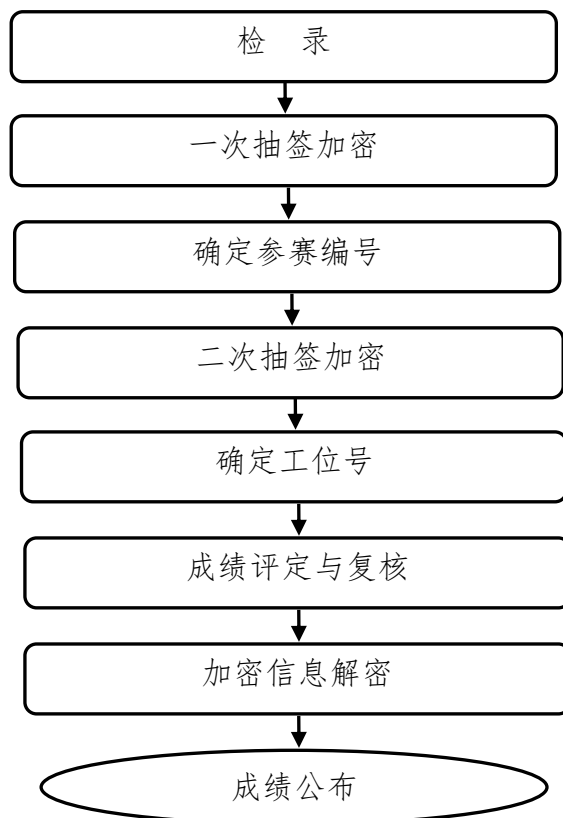 检　录
一次抽签加密
确定参赛编号
二次抽签加密
确定工位号
成绩评定与复核
加密信息解密
成绩公布